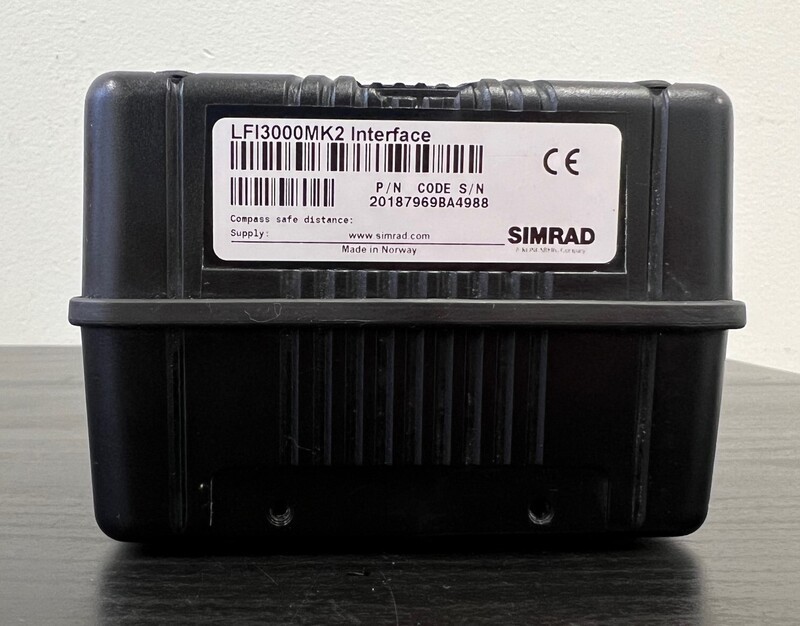 LFI3000MK2 Interface
CE
P/N CODE S/N
20187969BA4988
Compass safe distance:
Supply:
www.simrad.com
SIMRAD
Made in Norway